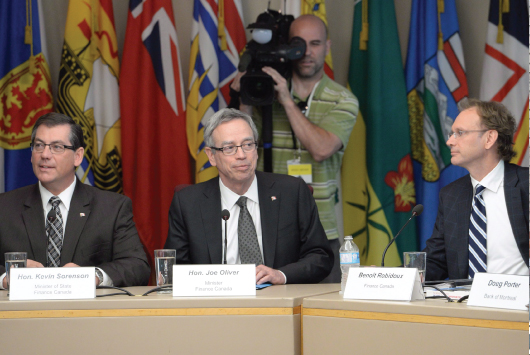 Hon. Kevin Sorenson
Minister of State
Finance Canada
Hon. Joe Oliver
Minister
Finance Canada
Benoit Robidoux
Finance Canada
Doug Porter
Bank of Montreal